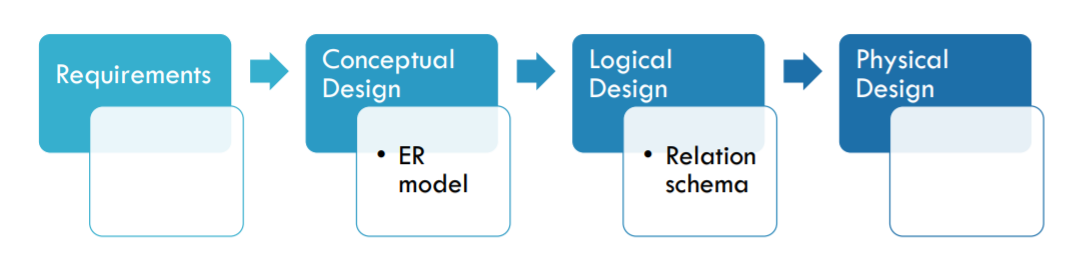 Requirements
Conceptual
Design
• ER
model
Logical
Design
• Relation
schema
Physical
Design